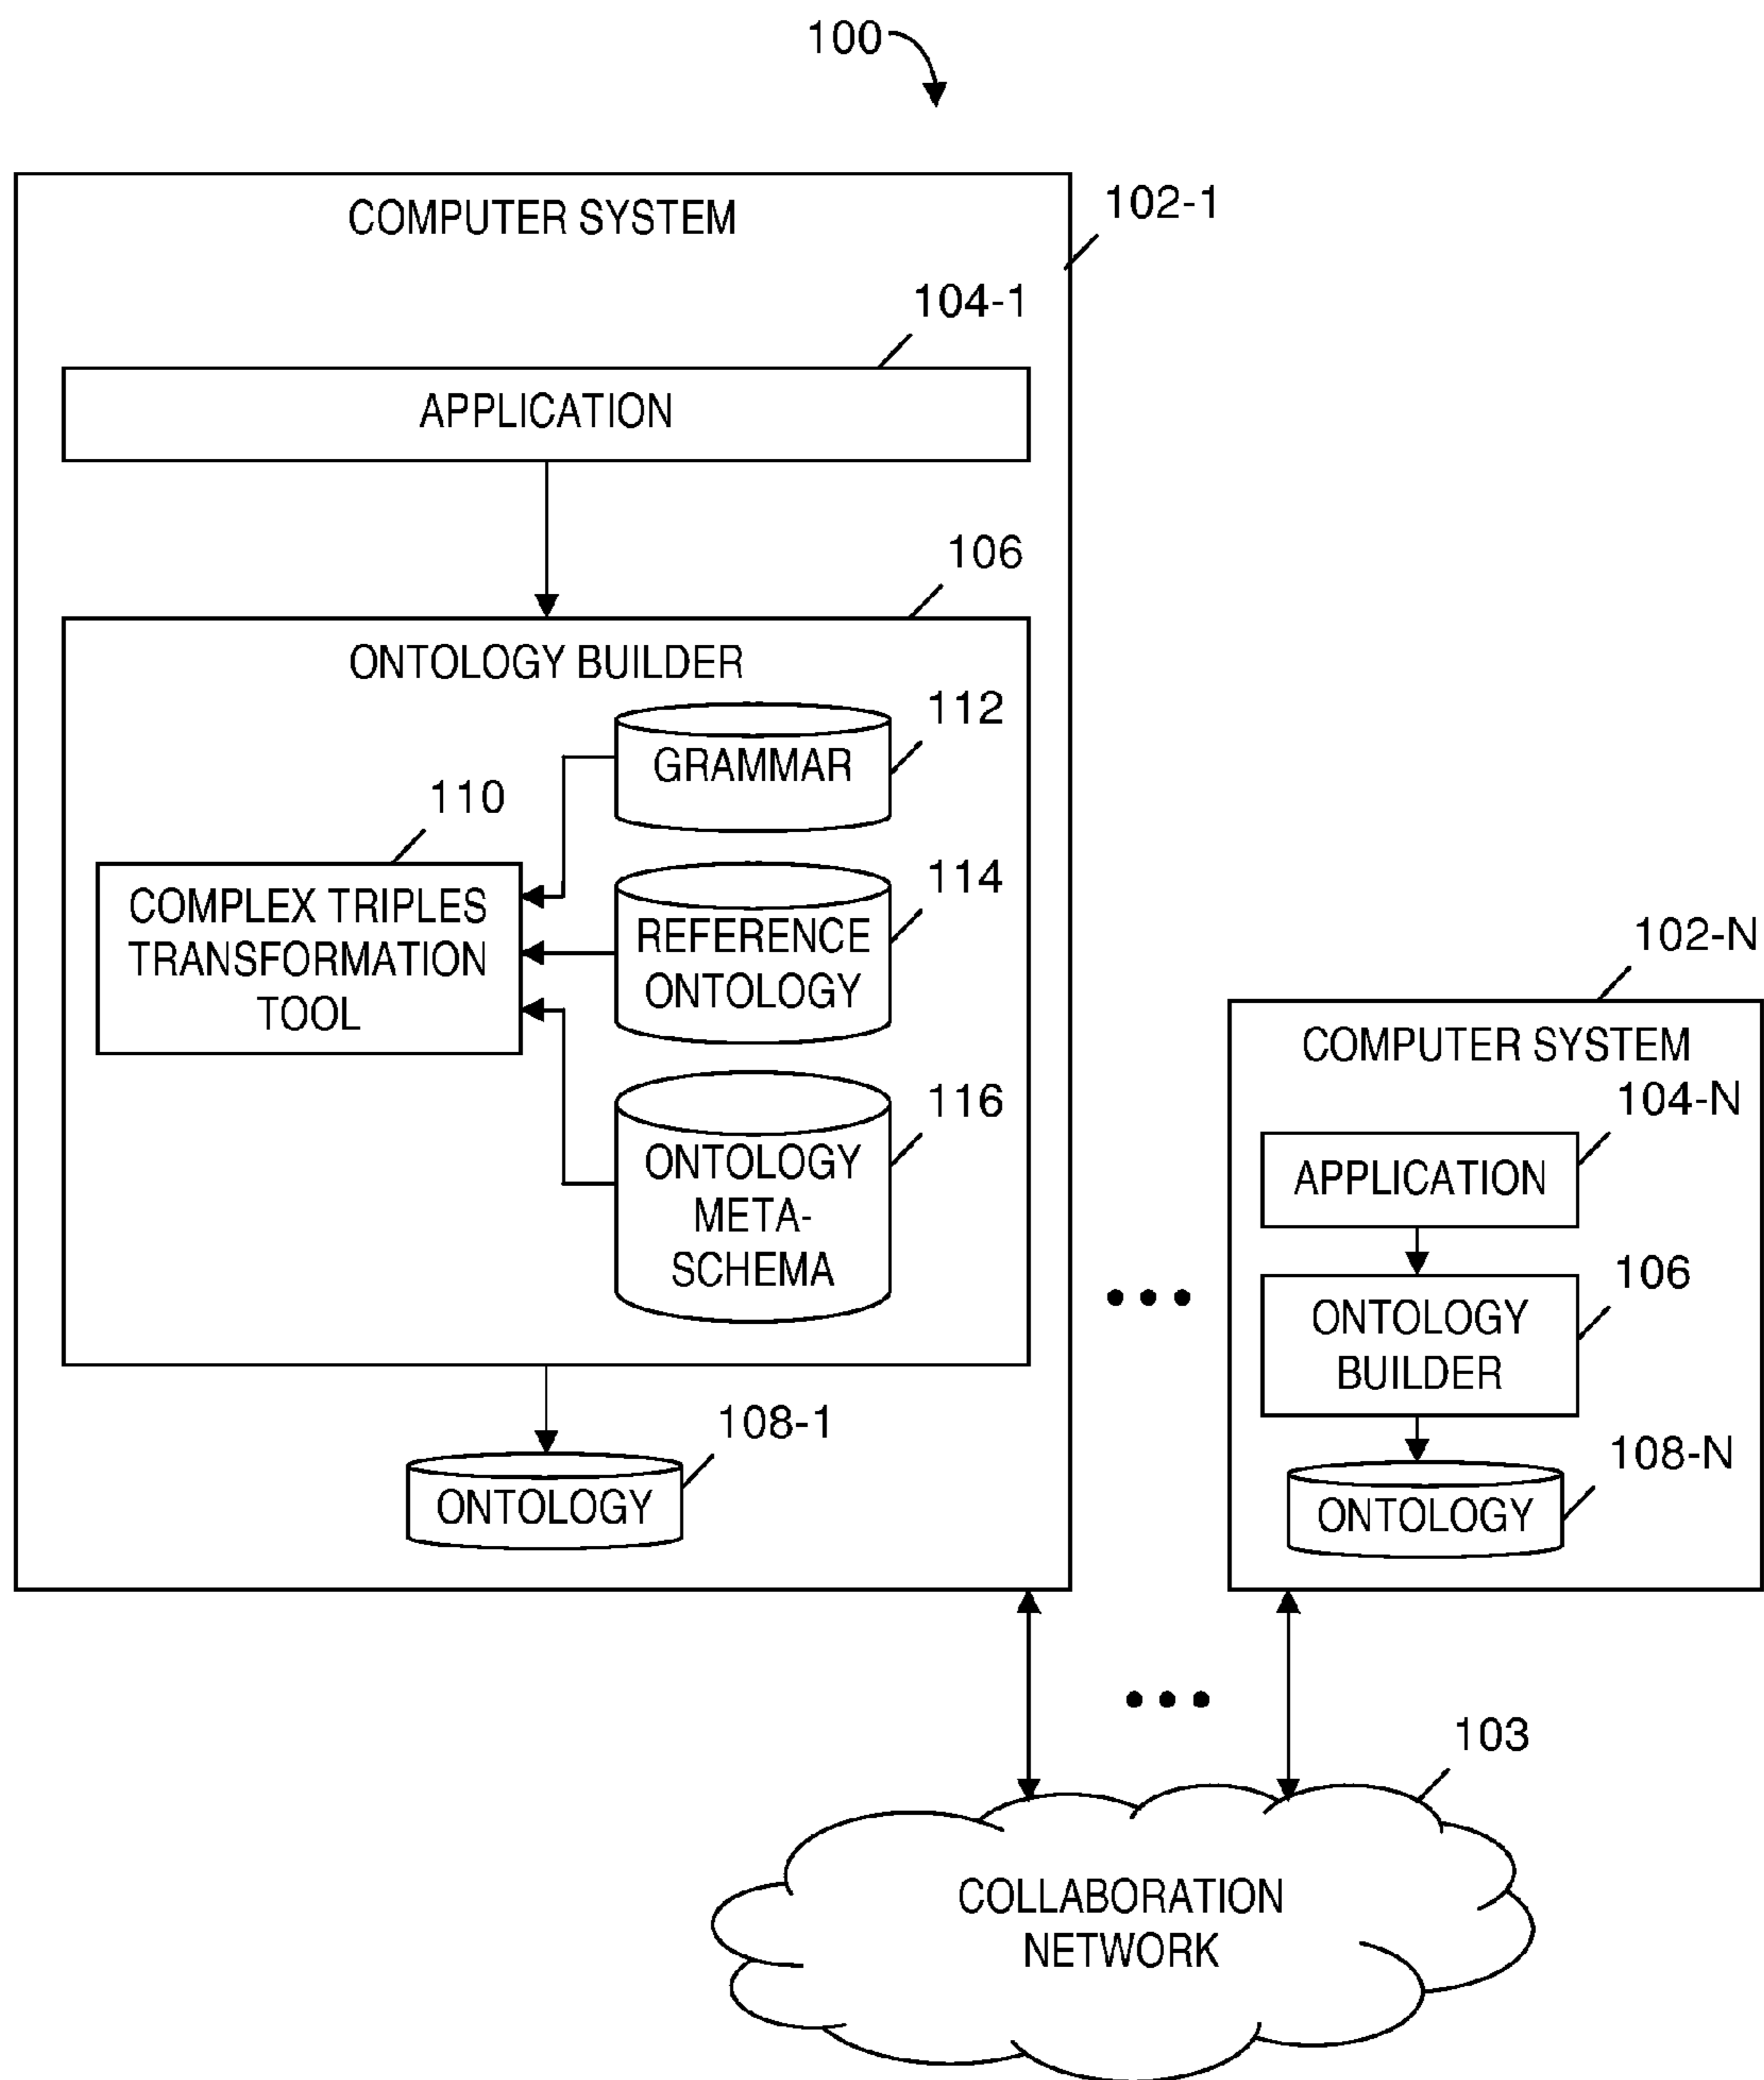 100
COMPUTER SYSTEM
102-1
104-1
APPLICATION
106
ONTOLOGY BUILDER
112
GRAMMAR
110
COMPLEX TRIPLES
TRANSFORMATION
TOOL
114
REFERENCE
ONTOLOGY
116
ONTOLOGY
META-
SCHEMA
108-1
ONTOLOGY
102-N
COMPUTER SYSTEM
104-N
APPLICATION
106
ONTOLOGY
BUILDER
108-N
ONTOLOGY
103
COLLABORATION
NETWORK